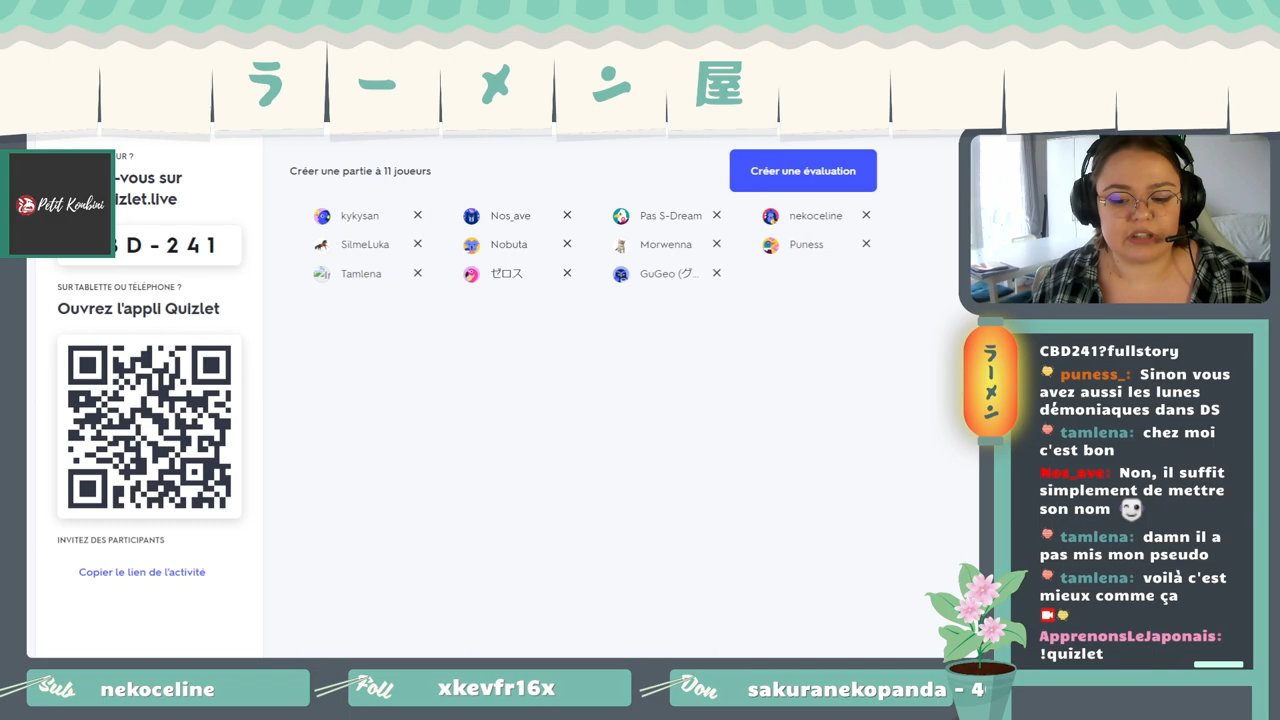 ラーメン屋
UR ?
-vous sur
izlet.live
Petit Konbini
D-241
SUR TABLETTE OU TÉLÉPHONE ?
Ouvrez l'appli Quizlet
INVITEZ DES PARTICIPANTS
Copier le lien de l'activité
Créer une partie à 11 joueurs
Créer une évaluation
kykysan
Nos_ave
Pas S-Dream
nekoceline
SilmeLuka
Nobuta
Morwenna
Puness
Tamlena
ゼロス
GuGeo (グ...
ラーメン
CBD241?fullstory
puness_: Sinon vous
avez aussi les lunes
démoniaques dans DS
tamlena: chez moi
c'est bon
Nos_ave: Non, il suffit
simplement de mettre
son nom
tamlena: damn il a
pas mis mon pseudo
tamlena: voilà c'est
mieux comme ça
ApprenonsLeJaponais:
!quizlet
Sub nekoceline
Foll xkevfr16x
Don sakuranekopanda - 4